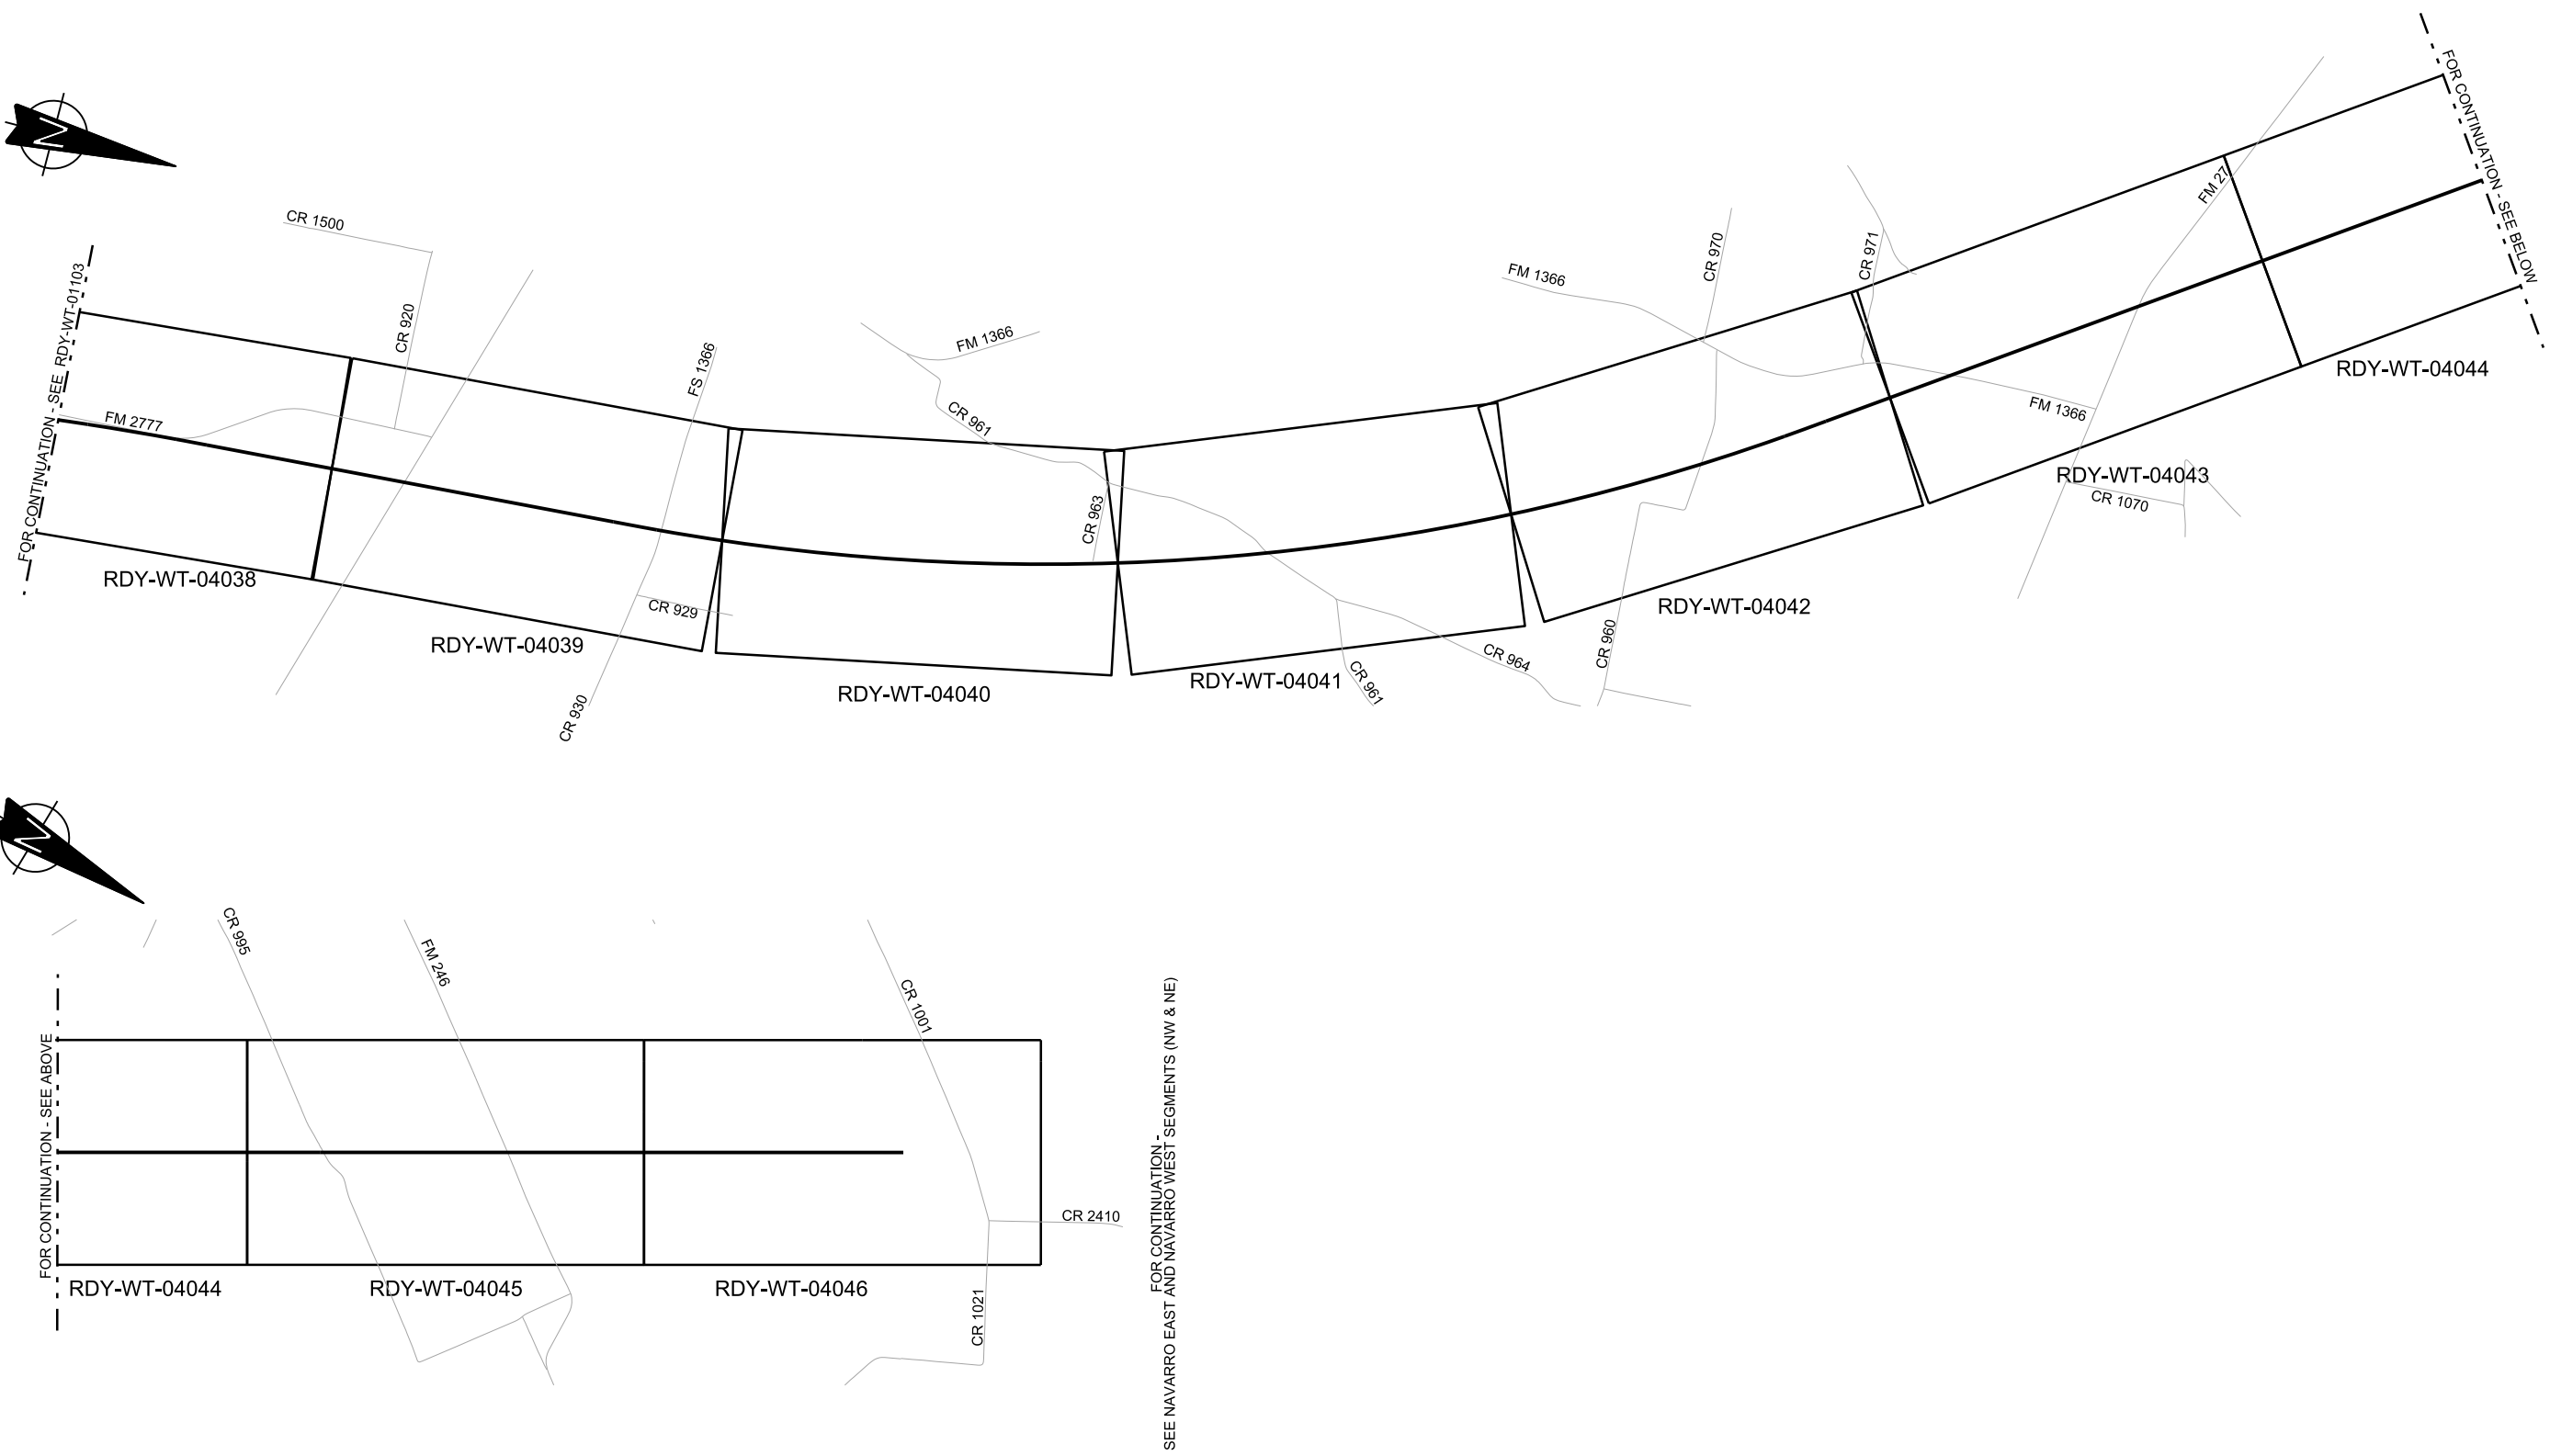 N
FOR CONTINUATION - SEE RDY-WT-01103
CR 1500
CR 920
FM 2777
FS 1366
CR 929
CR 930
FM 1366
CR 961
CR 963
CR 961
CR 964
FM 1366
CR 970
CR 971
CR 960
FM 1366
FM 27
CR 1070
FOR CONTINUATION - SEE BELOW
RDY-WT-04038
RDY-WT-04039
RDY-WT-04040
RDY-WT-04041
RDY-WT-04042
RDY-WT-04043
RDY-WT-04044
N
FOR CONTINUATION - SEE ABOVE
CR 995
FM 246
CR 1001
CR 2410
CR 1021
RDY-WT-04044
RDY-WT-04045
RDY-WT-04046
FOR CONTINUATION -
SEE NAVARRO EAST AND NAVARRO WEST SEGMENTS (NW & NE)